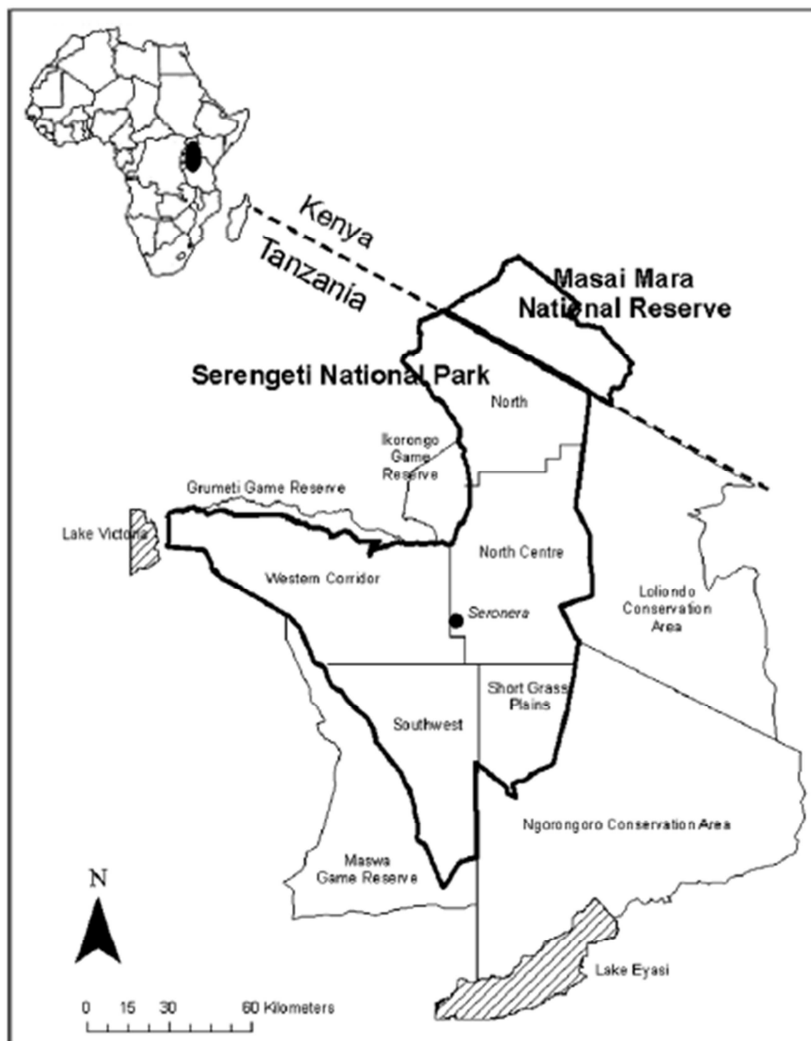 Kenya
Tanzania
Masai Mara
National Reserve
Serengeti National Park
North
Ikorongo
Game
Reserve
Grumeti Game Reserve
Lake Victoria
North Centre
Western Corridor
Seronera
Loliondo
Conservation
Area
Short Grass
Plains
Southwest
Ngorongoro Conservation Area
Maswa
Game Reserve
N
Lake Eyasi
0 15 30 60 Kilometers